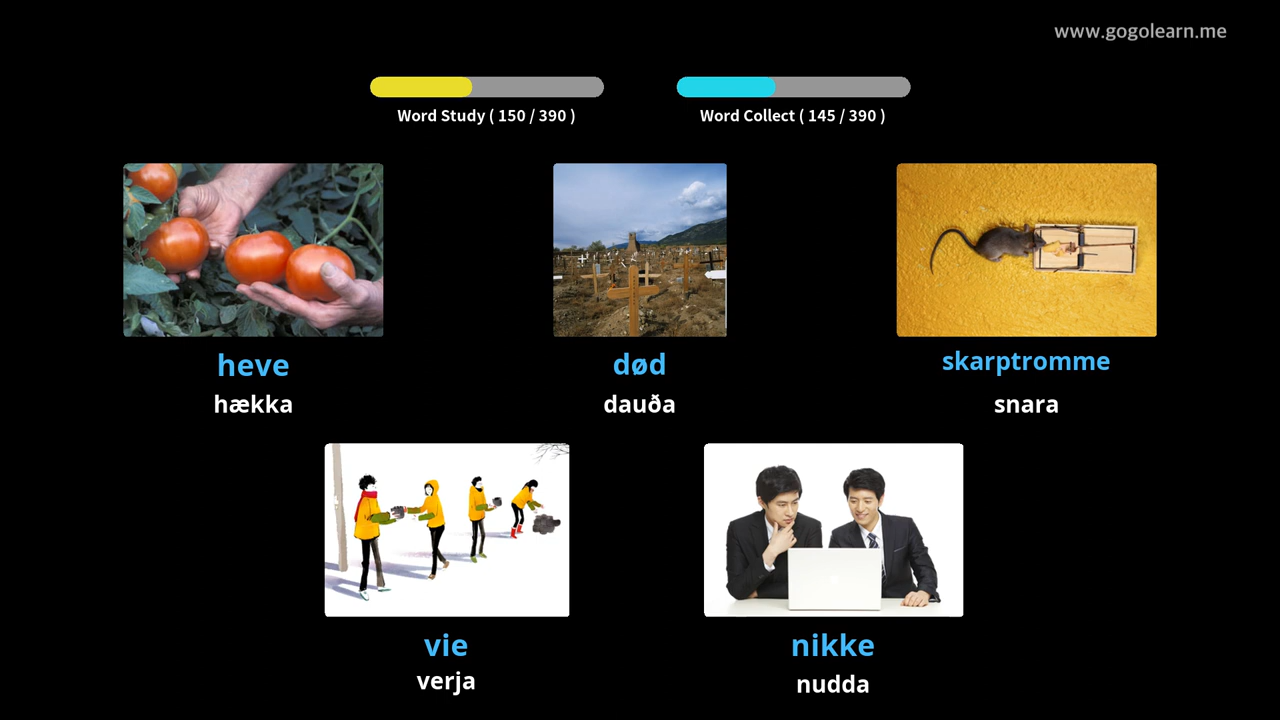 www.gogolearn.me
Word Study ( 150 / 390 )
Word Collect ( 145 / 390 )
heve
hækka
død
dauða
skarptromme
snara
vie
verja
nikke
nudda